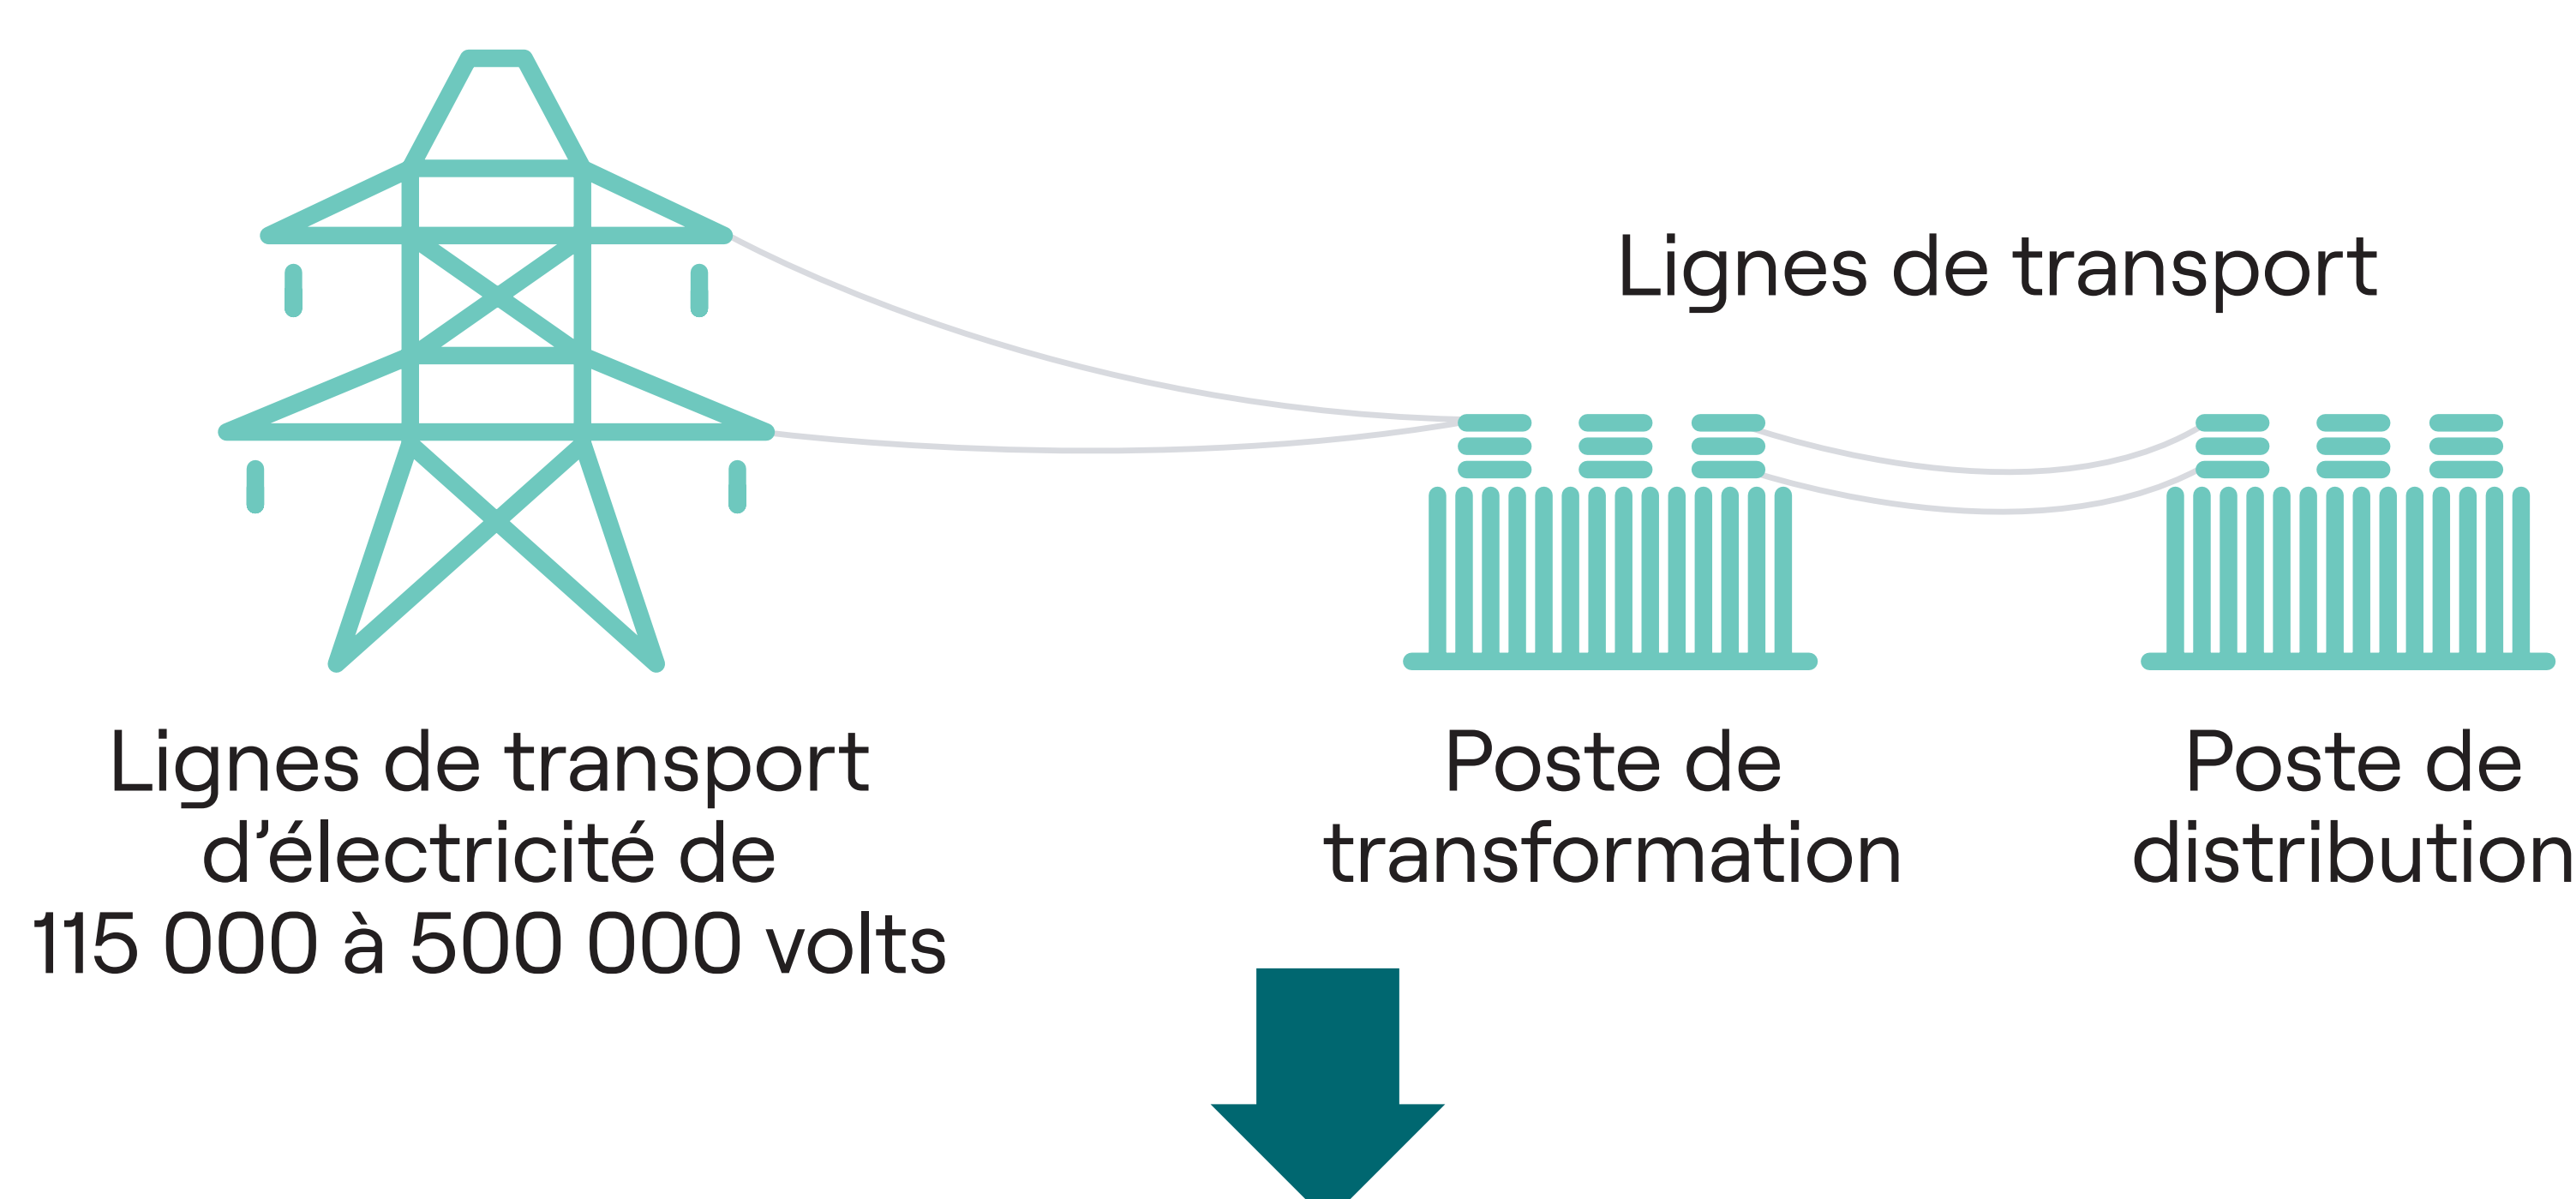 Lignes de transport
Lignes de transport
d’électricité de
115 000 à 500 000 volts
Poste de
transformation
Poste de
distribution